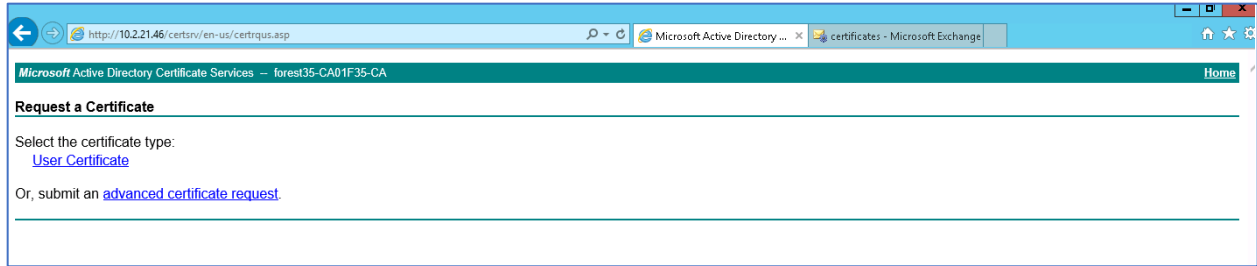 http://10.2.21.46/certsrv/en-us/certrqus.asp
Microsoft Active Directory ...
certificates - Microsoft Exchange
Microsoft Active Directory Certificate Services -- forest35-CA01F35-CA
Home
Request a Certificate
Select the certificate type:
User Certificate
Or, submit an advanced certificate request.